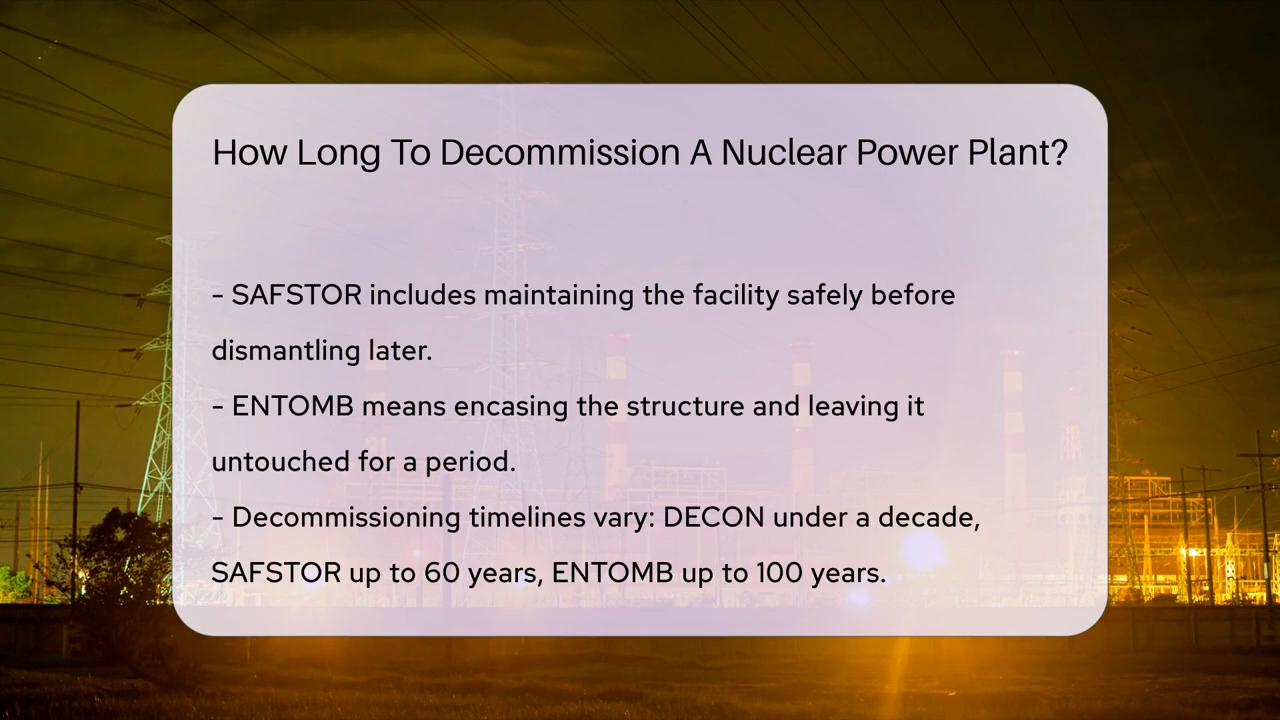 How Long To Decommission A Nuclear Power Plant?
- SAFSTOR includes maintaining the facility safely before
dismantling later.
- ENTOMB means encasing the structure and leaving it
untouched for a period.
- Decommissioning timelines vary: DECON under a decade,
SAFSTOR up to 60 years, ENTOMB up to 100 years.